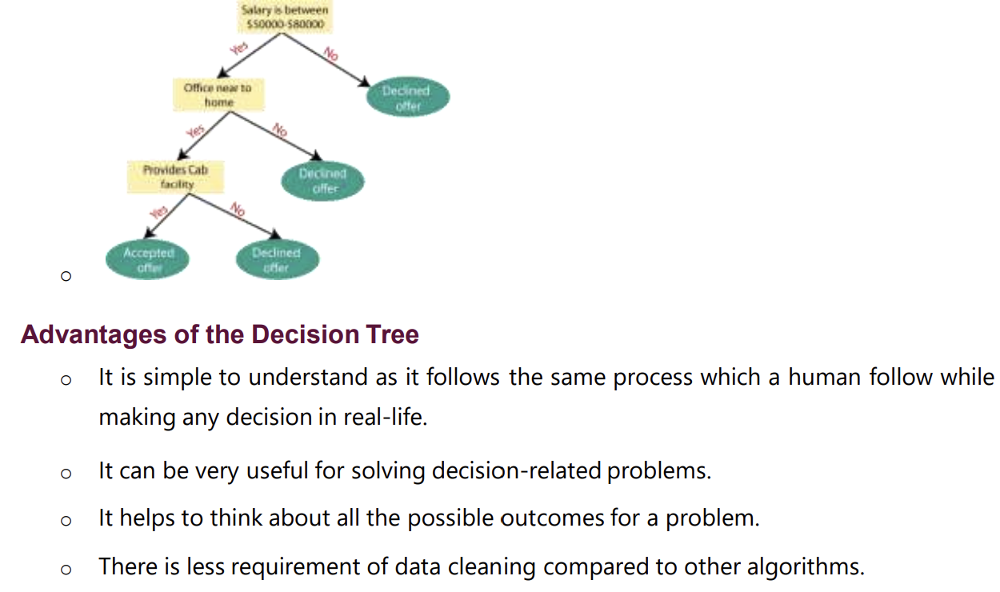 Salary is between
$50000-$80000
Yes
No
Office near to
home
Declined
offer
Yes
No
Provides Cab
facility
Declined
offer
Yes
No
Accepted
offer
Declined
offer
Advantages of the Decision Tree
o It is simple to understand as it follows the same process which a human follow while
making any decision in real-life.
o It can be very useful for solving decision-related problems.
o It helps to think about all the possible outcomes for a problem.
o There is less requirement of data cleaning compared to other algorithms.